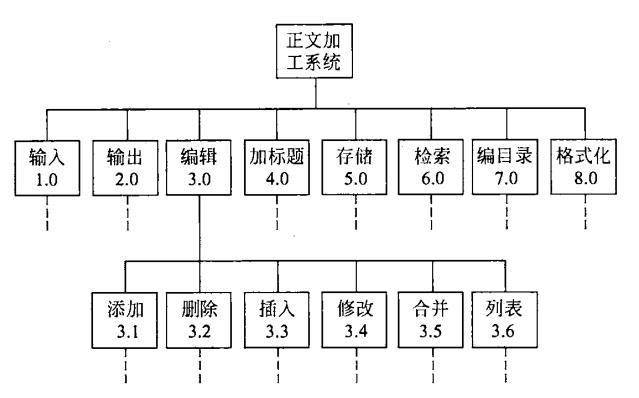 正文加
工系统
输入
1.0
输出
2.0
编辑
3.0
加标题
4.0
存储
5.0
检索
6.0
编目录
7.0
格式化
8.0
添加
3.1
删除
3.2
插入
3.3
修改
3.4
合并
3.5
列表
3.6